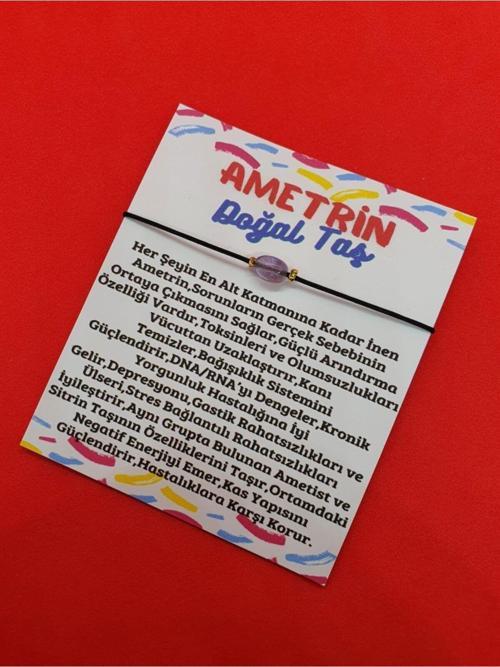 AMETRİN
Doğal Taş
Her Şeyin En Alt Katmanına Kadar İnen
Ametrin,Sorunların Gerçek Sebebinin
Ortaya Çıkmasını Sağlar,Güçlü Arındırma
Özelliği Vardır,Toksinleri ve Olumsuzlukları
Vücuttan Uzaklaştırır,Kanı
Temizler,Bağışıklık Sistemini
Güçlendirir,DNA/RNA'yı Dengeler,Kronik
Yorgunluk Hastalığına İyi
Gelir,Depresyonu,Gastik Rahatsızlıkları ve
Ülseri,Stres Bağlantılı Rahatsızlıkları
İyileştirir,Aynı Grupta Bulunan Ametist ve
Sitrin Taşının Özelliklerini Taşır,Ortamdaki
Negatif Enerjiyi Emer,Kas Yapısını
Güçlendirir,Hastalıklara Karşı Korur.